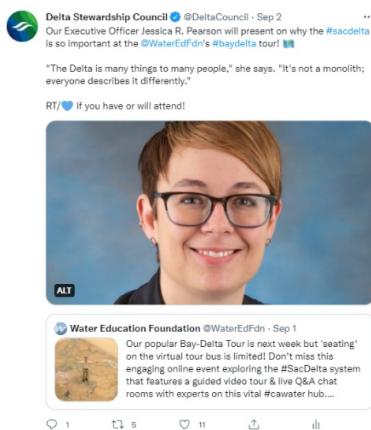 Delta Stewardship Council @DeltaCouncil · Sep 2
Our Executive Officer Jessica R. Pearson will present on why the #sacdelta
is so important at the @WaterEdFdn's #baydelta tour!
"The Delta is many things to many people," she says. "It's not a monolith;
everyone describes it differently."
RT/💙 if you have or will attend!
ALT
Water Education Foundation @WaterEdFdn · Sep 1
Our popular Bay-Delta Tour is next week but 'seating'
on the virtual tour bus is limited! Don't miss this
engaging online event exploring the #SacDelta system
that features a guided video tour & live Q&A chat
rooms with experts on this vital #cawater hub....
1 5 11